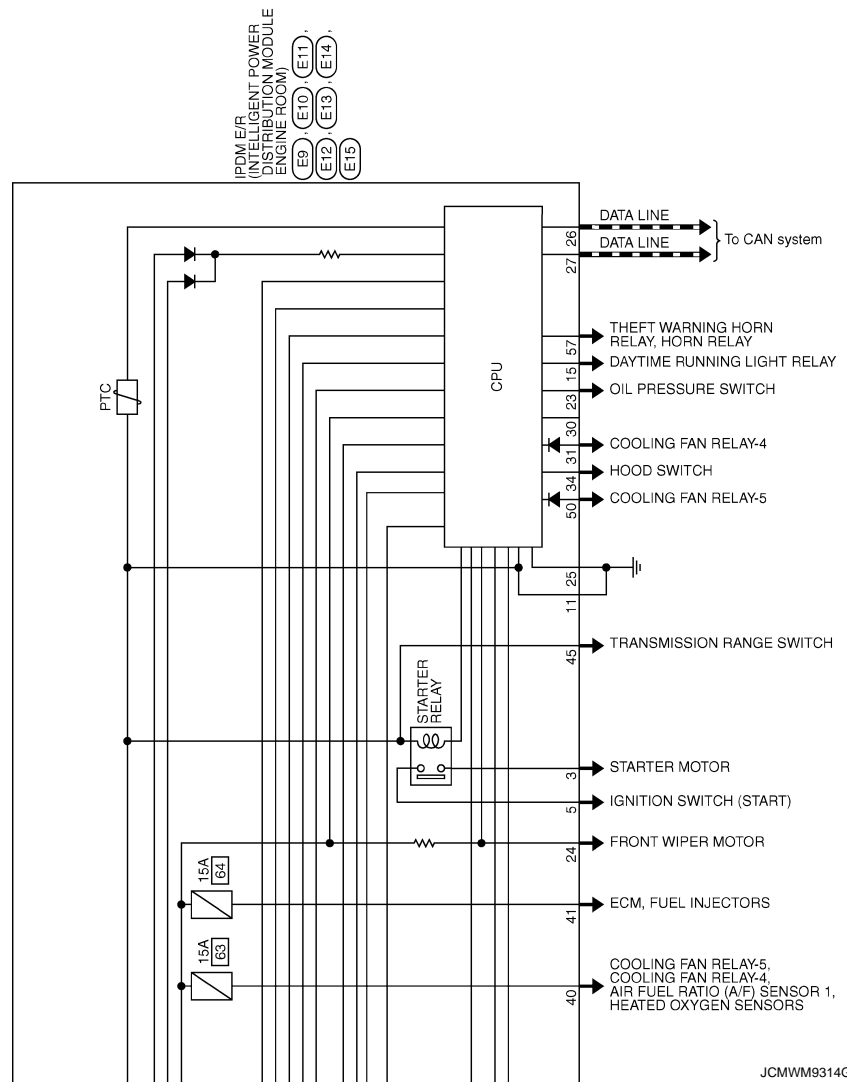 IPDM E/R
(INTELLIGENT POWER
DISTRIBUTION MODULE
ENGINE ROOM)
E9 , E10 , E11 ,
E12 , E13 , E14 ,
E15
DATA LINE
26
DATA LINE
27
To CAN system
CPU
PTC
57
THEFT WARNING HORN
RELAY, HORN RELAY
15
DAYTIME RUNNING LIGHT RELAY
23
OIL PRESSURE SWITCH
30
31
COOLING FAN RELAY-4
34
HOOD SWITCH
50
COOLING FAN RELAY-5
25
11
45
TRANSMISSION RANGE SWITCH
STARTER
RELAY
3
STARTER MOTOR
5
IGNITION SWITCH (START)
24
FRONT WIPER MOTOR
15A
64
41
ECM, FUEL INJECTORS
15A
63
40
COOLING FAN RELAY-5,
COOLING FAN RELAY-4,
AIR FUEL RATIO (A/F) SENSOR 1,
HEATED OXYGEN SENSORS
JCMWM9314G